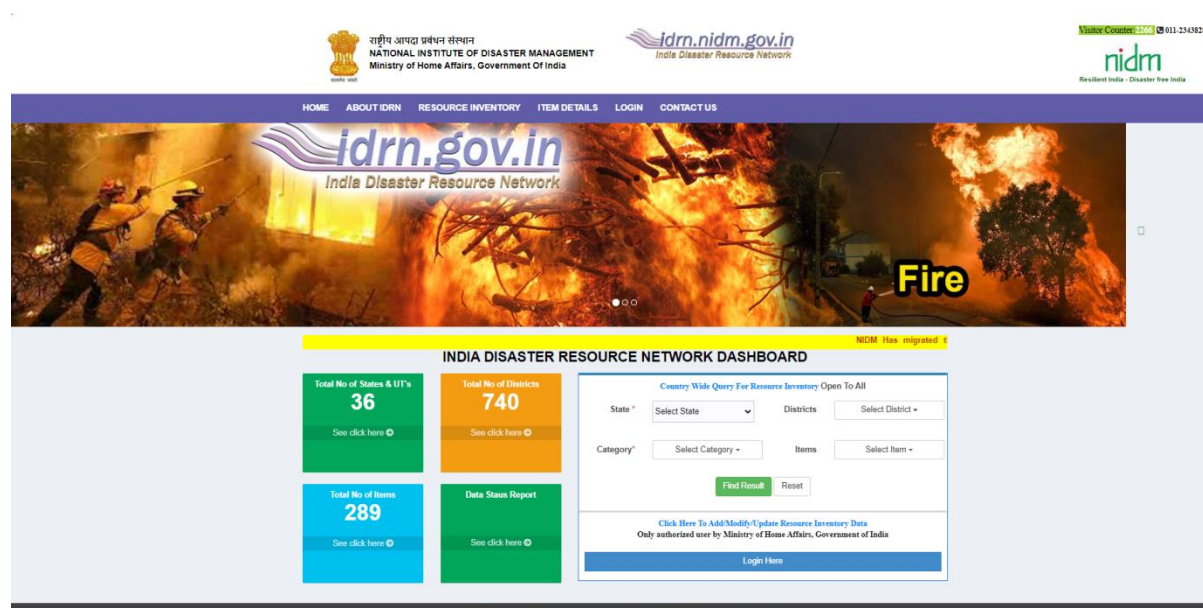 राष्ट्रीय आपदा प्रबंधन संस्थान
NATIONAL INSTITUTE OF DISASTER MANAGEMENT
Ministry of Home Affairs, Government Of India
idrn.nidm.gov.in
India Disaster Resource Network
Visitor Counter: 2266 011-234382
nidm
Resilient India - Disaster free India
HOME ABOUT IDRN RESOURCE INVENTORY ITEM DETAILS LOGIN CONTACT US
idrn.gov.in
India Disaster Resource Network
Fire
NIDM Has migrated t
INDIA DISASTER RESOURCE NETWORK DASHBOARD
Total No of States & UT's
36
See click here
Total No of Districts
740
See click here
Total No of Items
289
See click here
Data Staus Report
See click here
Country Wide Query For Resource Inventory Open To All
State * Select State Districts Select District
Category* Select Category Items Select Item
Find Result Reset
Click Here To Add/Modify/Update Resource Inventory Data
Only authorized user by Ministry of Home Affairs, Government of India
Login Here